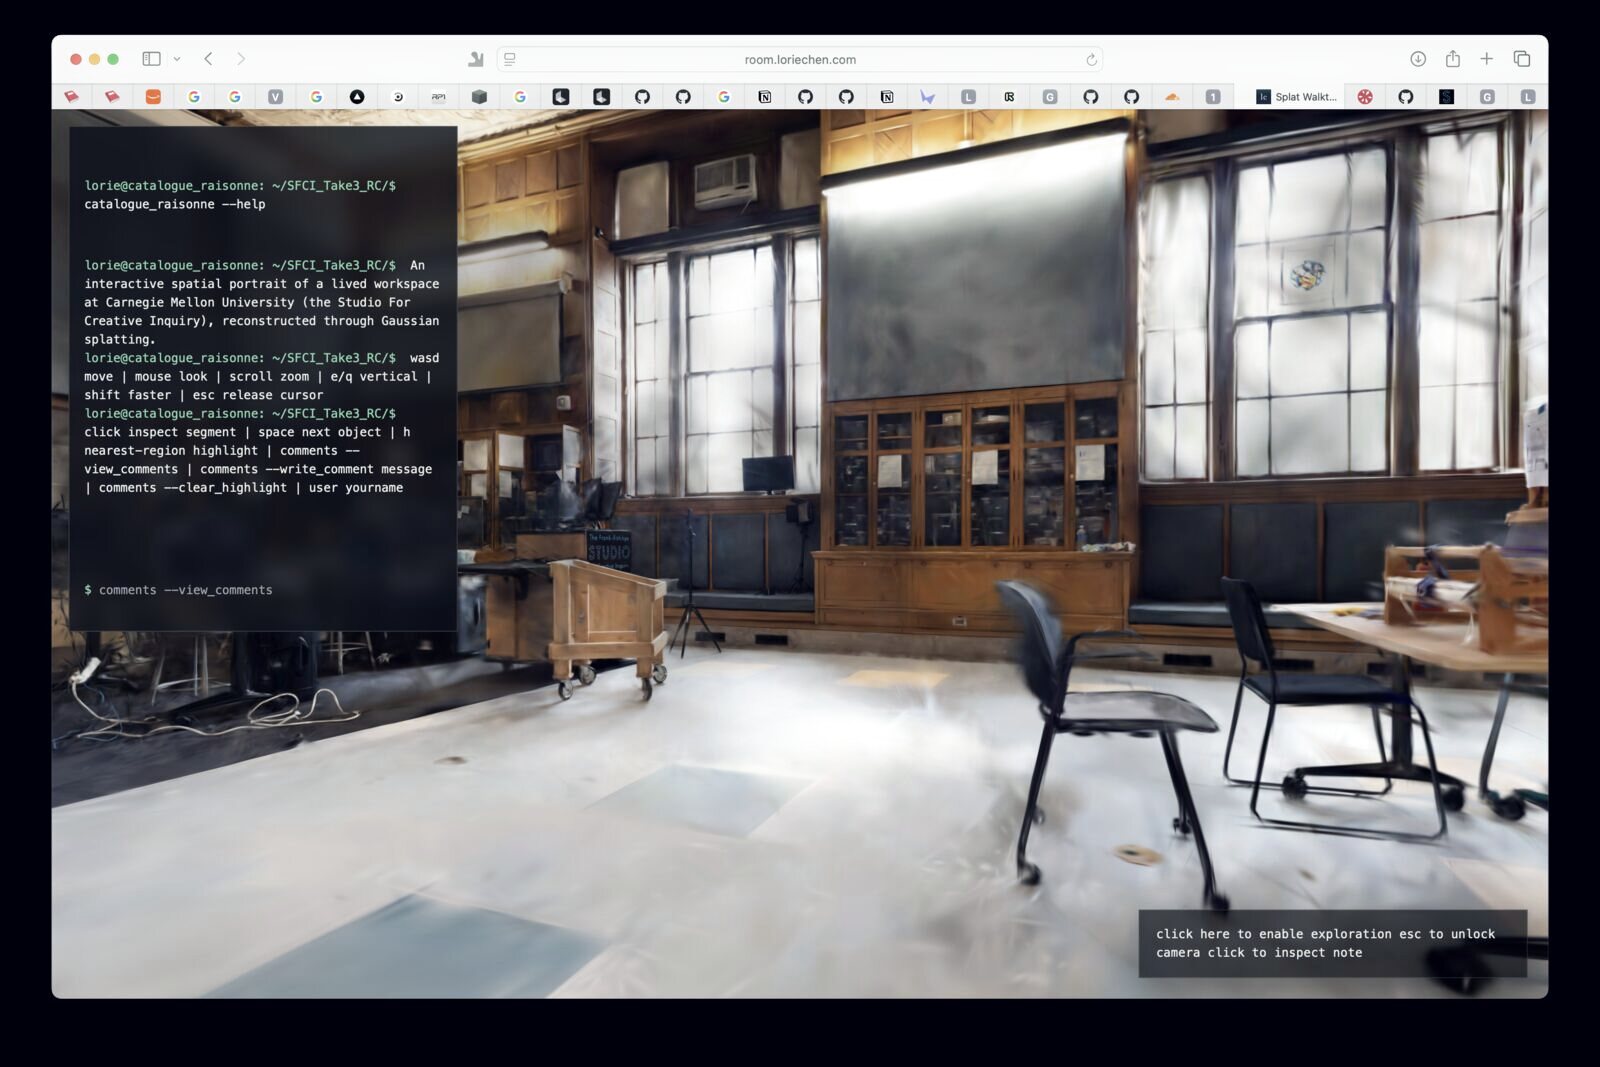 room.loriechen.com
V
RPI
L
G
1
lc Splat Walkt...
S
G
L
lorie@catalogue_raisonne: ~/SFCI_Take3_RC/$
catalogue_raisonne --help
lorie@catalogue_raisonne: ~/SFCI_Take3_RC/$ An
interactive spatial portrait of a lived workspace
at Carnegie Mellon University (the Studio For
Creative Inquiry), reconstructed through Gaussian
splatting.
lorie@catalogue_raisonne: ~/SFCI_Take3_RC/$ wasd
move | mouse look | scroll zoom | e/q vertical |
shift faster | esc release cursor
lorie@catalogue_raisonne: ~/SFCI_Take3_RC/$
click inspect segment | space next object | h
nearest-region highlight | comments --
view_comments | comments --write_comment message
| comments --clear_highlight | user yourname
$ comments --view_comments
STUDIO
click here to enable exploration esc to unlock
camera click to inspect note